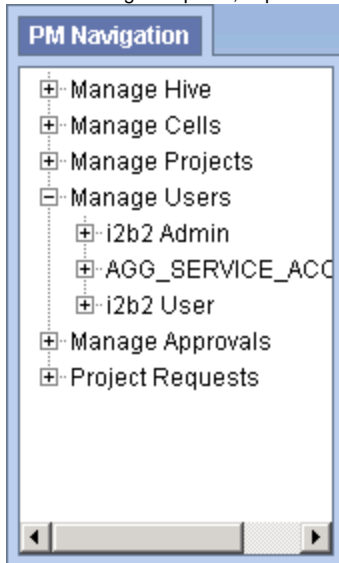 PM Navigation
Manage Hive
Manage Cells
Manage Projects
Manage Users
i2b2 Admin
AGG_SERVICE_ACC
i2b2 User
Manage Approvals
Project Requests